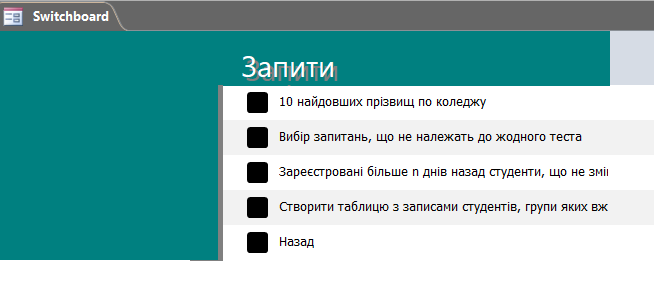 Switchboard
Запити
10 найдовших прізвищ по коледжу
Вибір запитань, що не належать до жодного теста
Зареєстровані більше n днів назад студенти, що не змі
Створити таблицю з записами студентів, групи яких вж
Назад